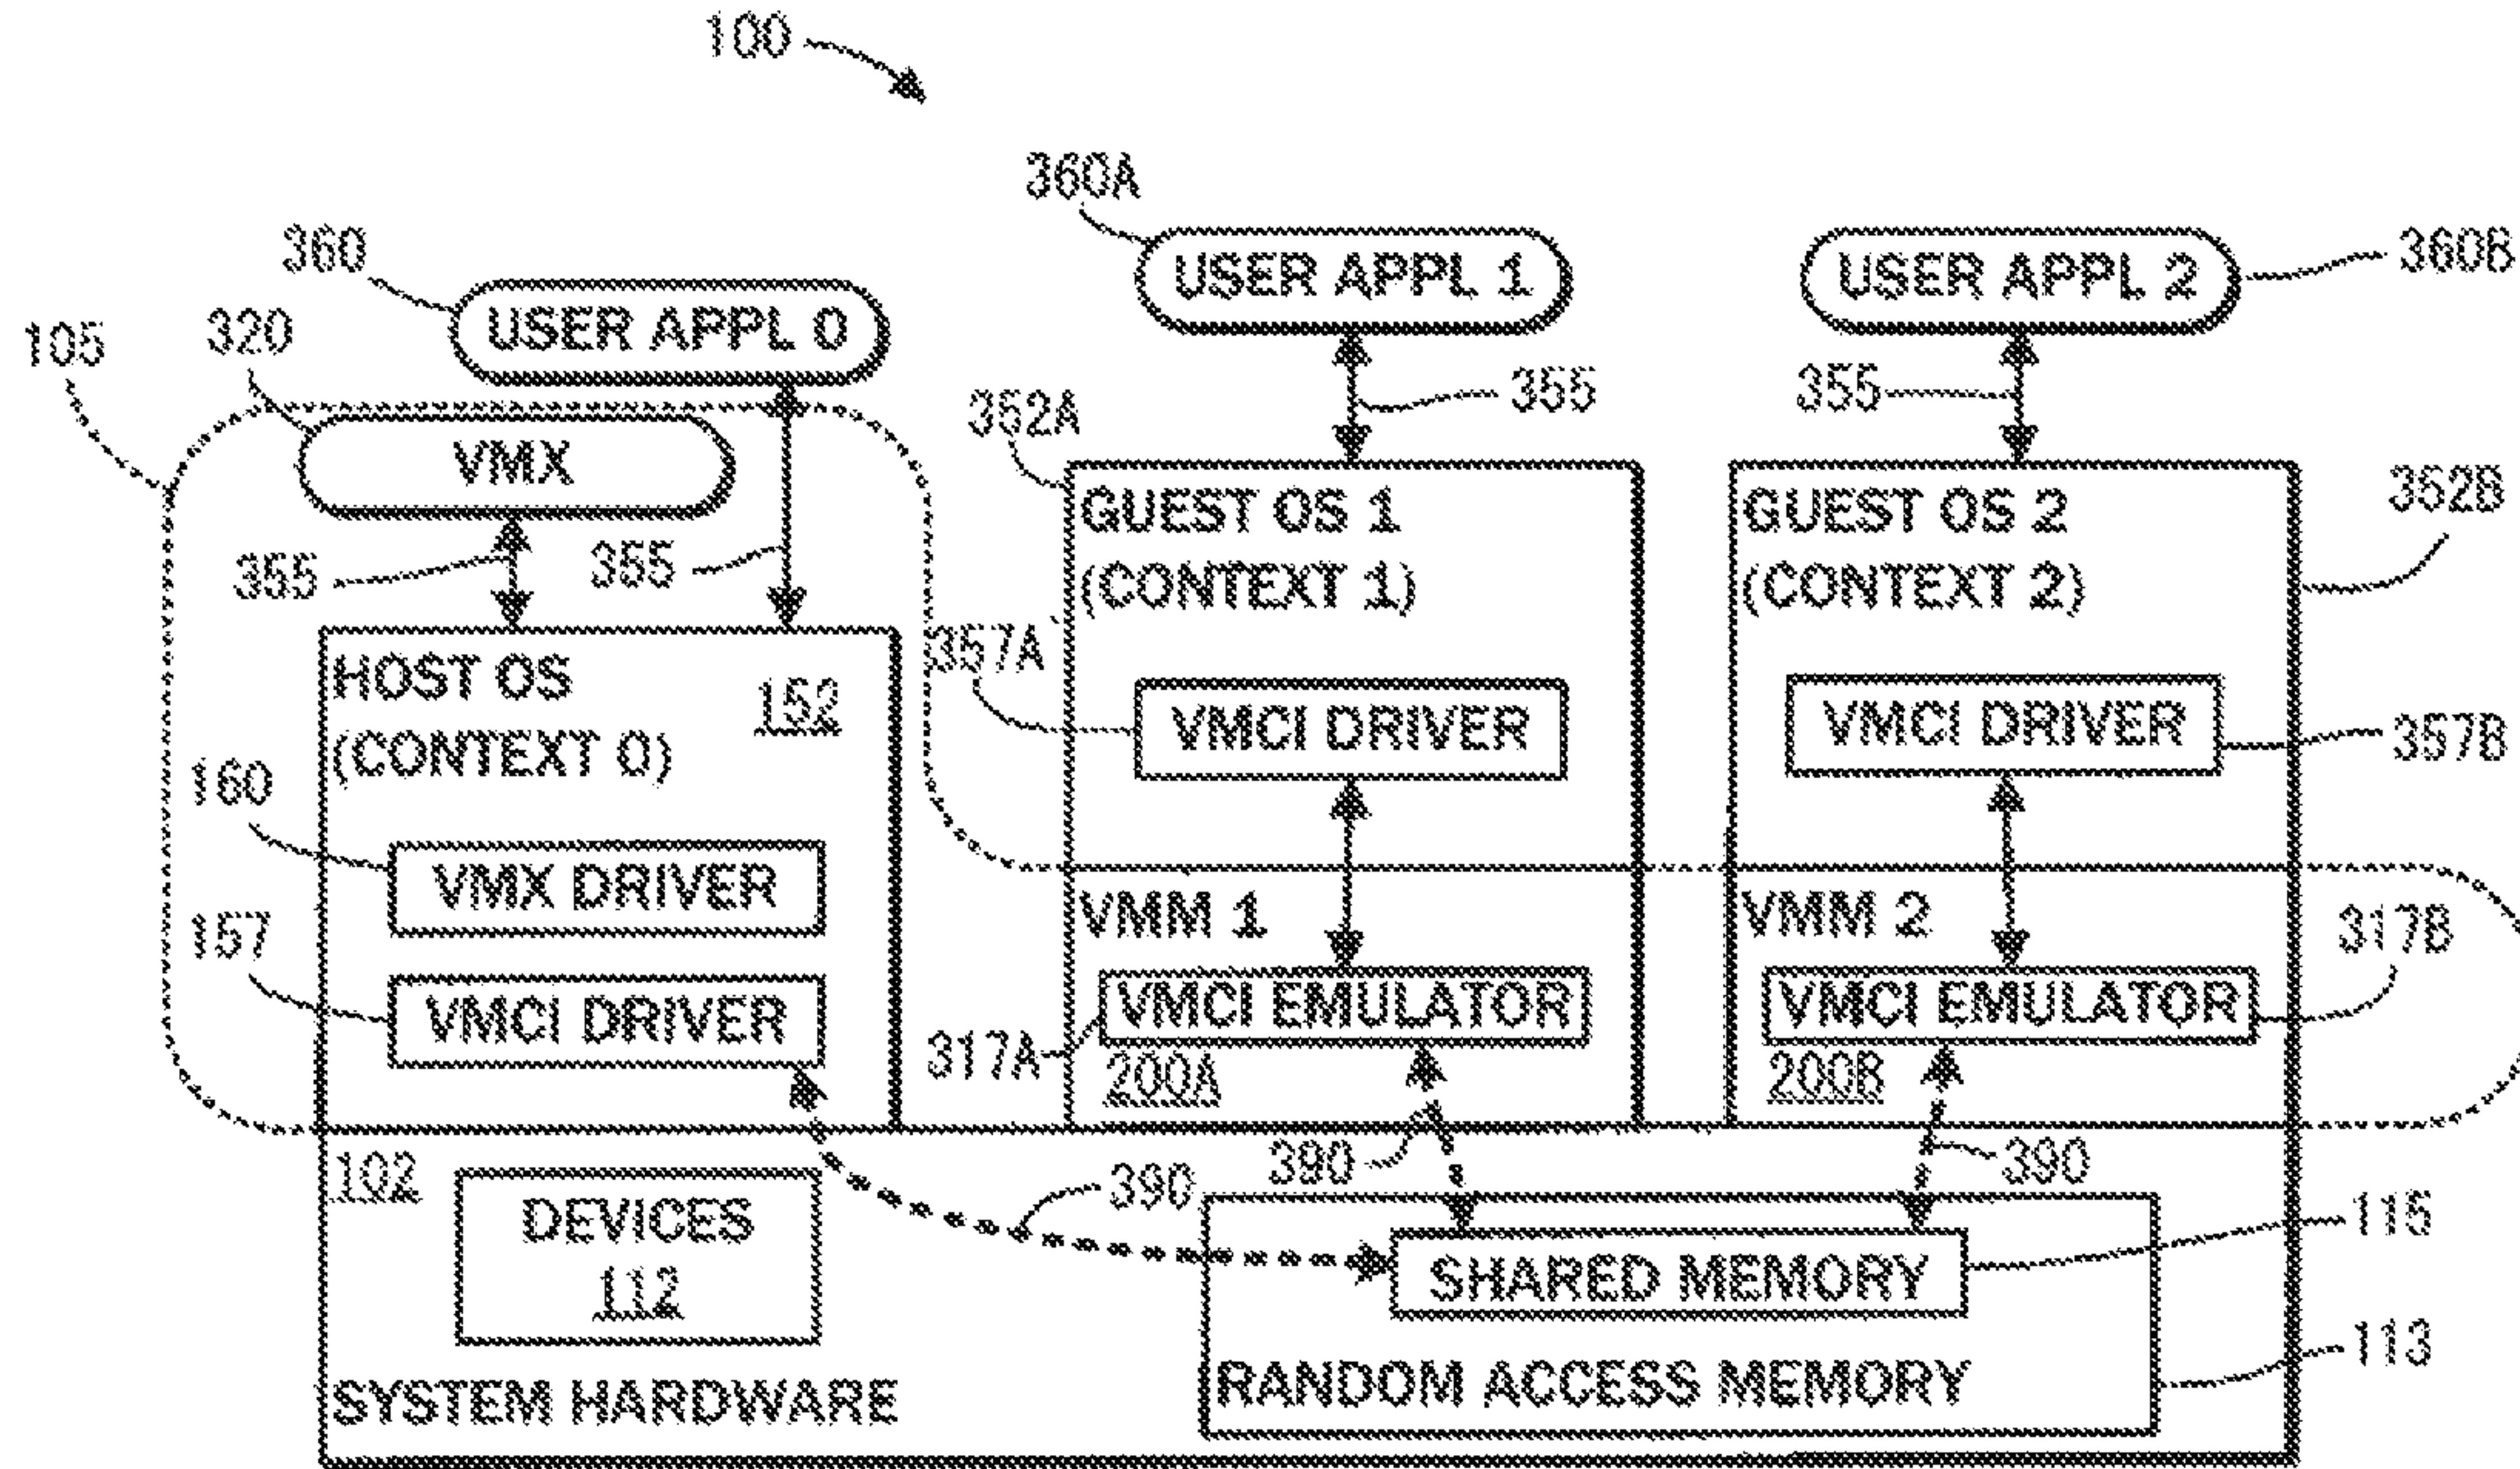 100
360A
360
USER APPL 1
USER APPL 2
360B
105
320
USER APPL 0
355
355
352A
VMX
GUEST OS 1
GUEST OS 2
352B
355
355
(CONTEXT 1)
(CONTEXT 2)
HOST OS
152
357A
VMCI DRIVER
VMCI DRIVER
357B
(CONTEXT 0)
160
VMX DRIVER
VMM 1
VMM 2
317B
157
VMCI DRIVER
VMCI EMULATOR
VMCI EMULATOR
317A
200A
200B
102
390
390
390
DEVICES
112
115
SHARED MEMORY
113
SYSTEM HARDWARE
RANDOM ACCESS MEMORY